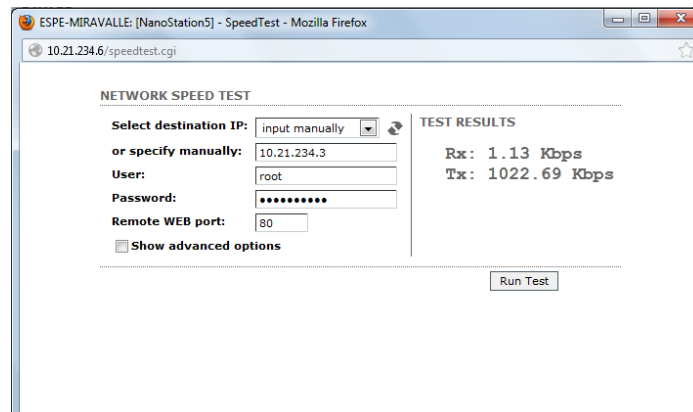 ESPE-MIRAVALLE: [NanoStation5] - SpeedTest - Mozilla Firefox
10.21.234.6/speedtest.cgi
NETWORK SPEED TEST
Select destination IP: input manually
or specify manually: 10.21.234.3
User: root
Password: ••••••••••
Remote WEB port: 80
Show advanced options
TEST RESULTS
Rx: 1.13 Kbps
Tx: 1022.69 Kbps
Run Test